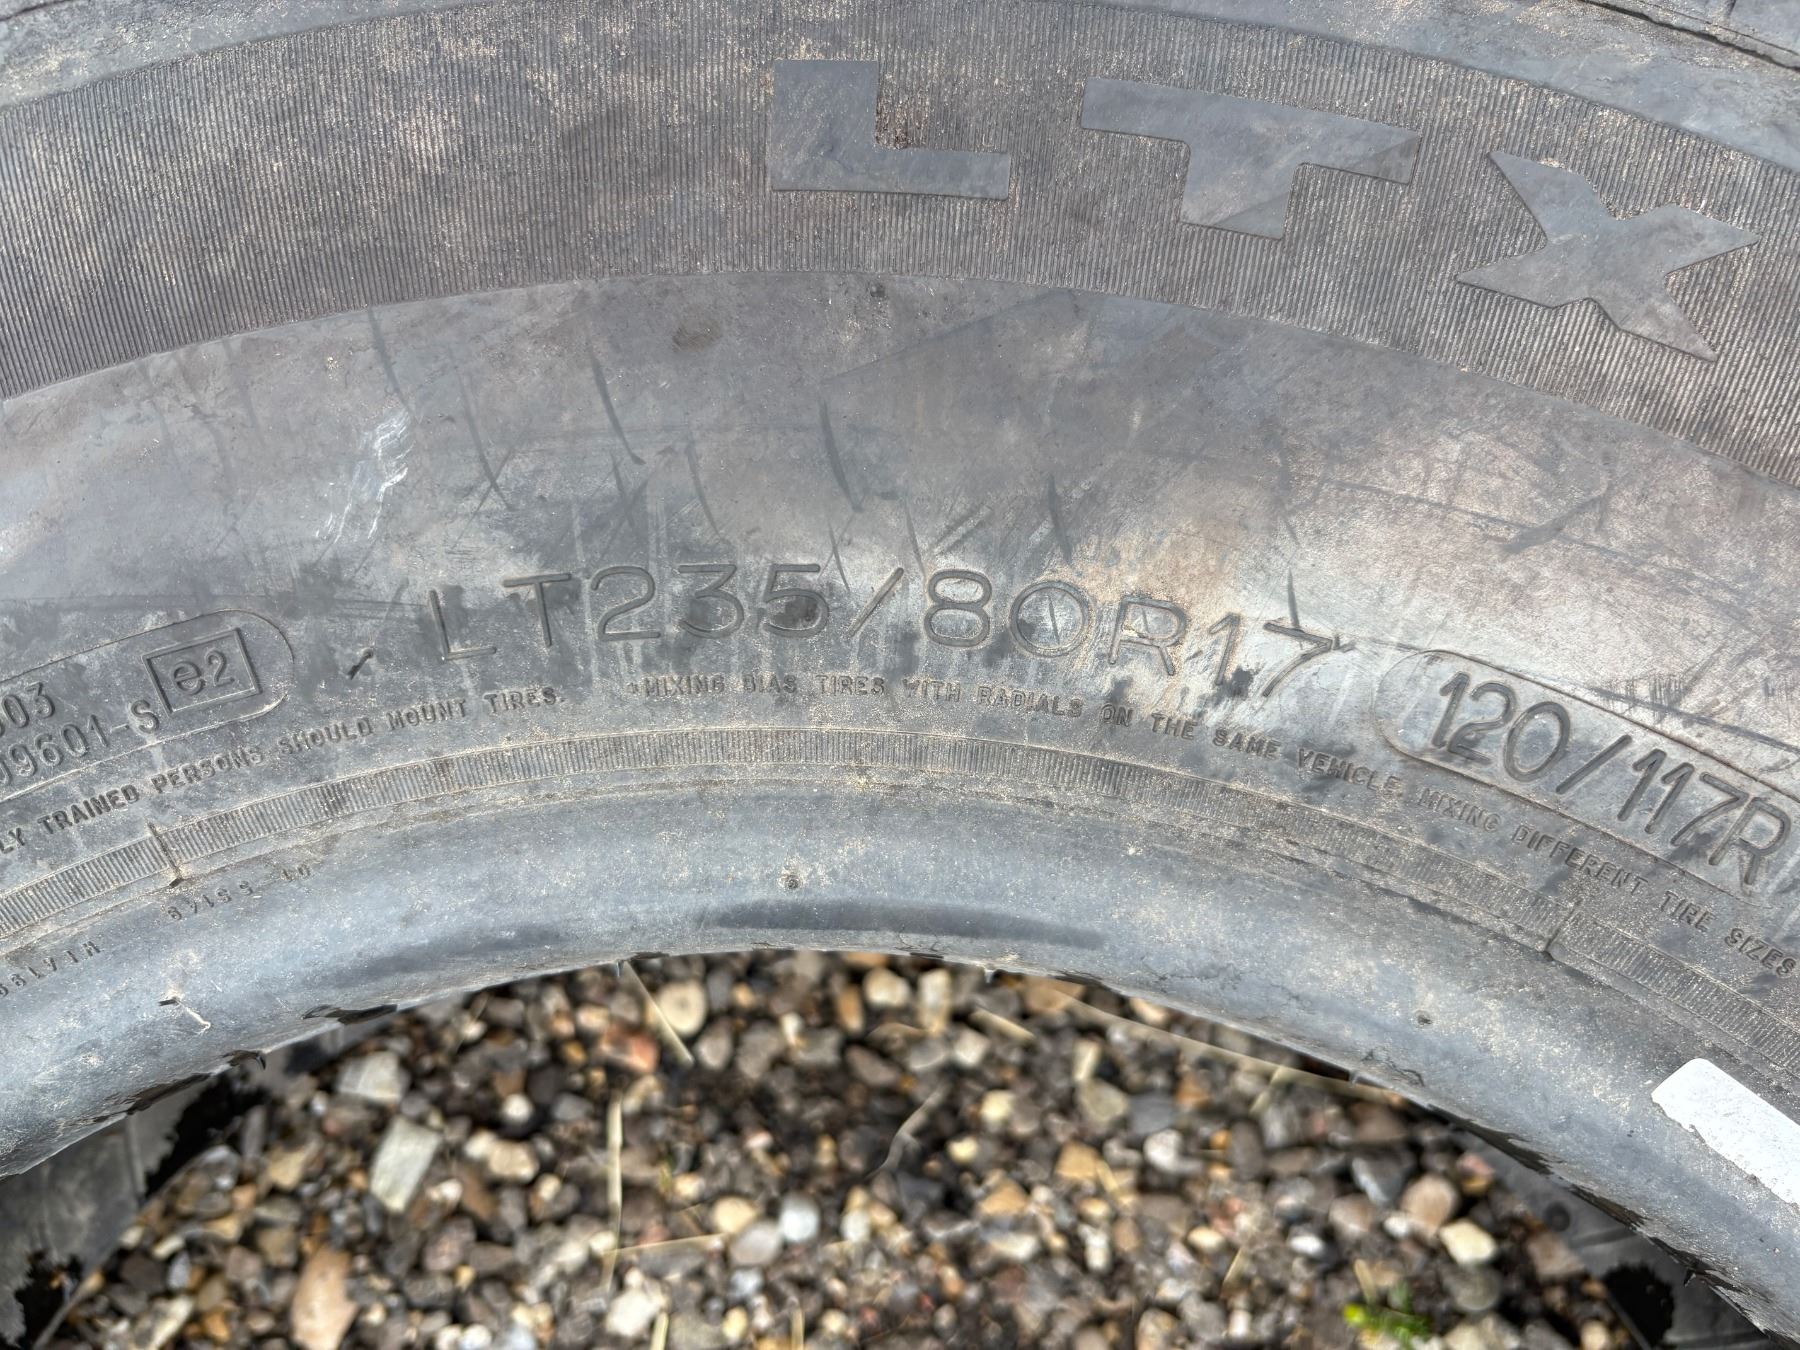 LTX
LT235/80R17
120/117R
e2
09601-S
TRAINED PERSONS SHOULD MOUNT TIRES.
MIXING BIAS TIRES WITH RADIALS ON THE SAME VEHICLE. MIXING DIFFERENT TIRE SIZES